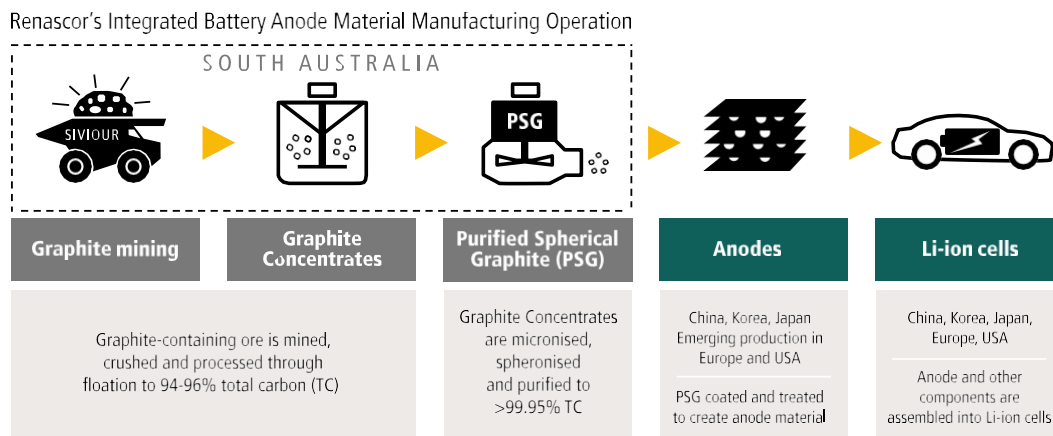 Renascor's Integrated Battery Anode Material Manufacturing Operation
SOUTH AUSTRALIA
SIVIOUR
PSG
Graphite mining
Graphite
Concentrates
Purified Spherical
Graphite (PSG)
Anodes
Li-ion cells
Graphite-containing ore is mined,
crushed and processed through
floation to 94-96% total carbon (TC)
Graphite Concentrates
are micronised,
spheronised
and purified to
>99.95% TC
China, Korea, Japan
Emerging production in
Europe and USA
PSG coated and treated
to create anode material
China, Korea, Japan,
Europe, USA
Anode and other
components are
assembled into Li-ion cells